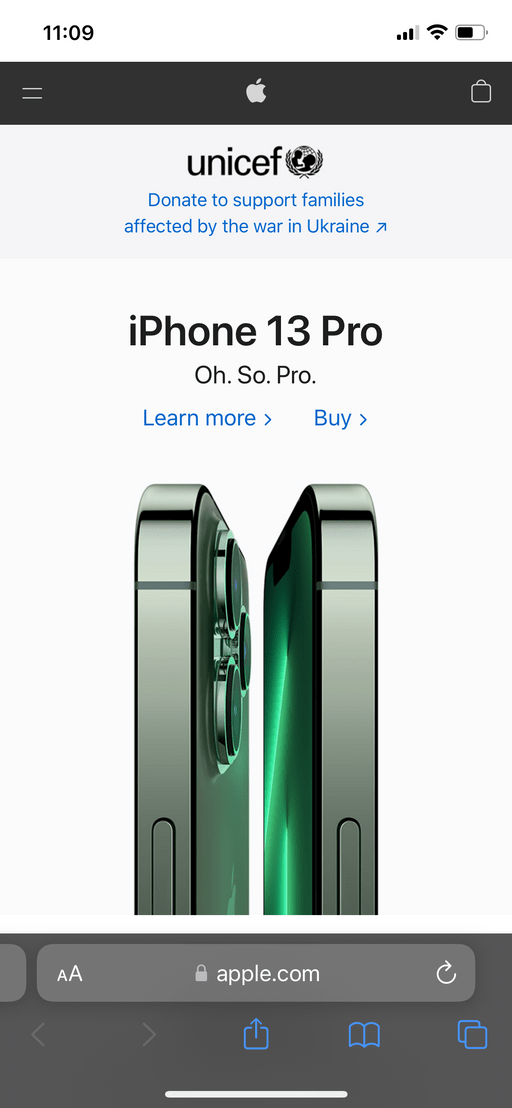 11:09
unicef
Donate to support families
affected by the war in Ukraine ↗
iPhone 13 Pro
Oh. So. Pro.
Learn more > Buy >
AA apple.com